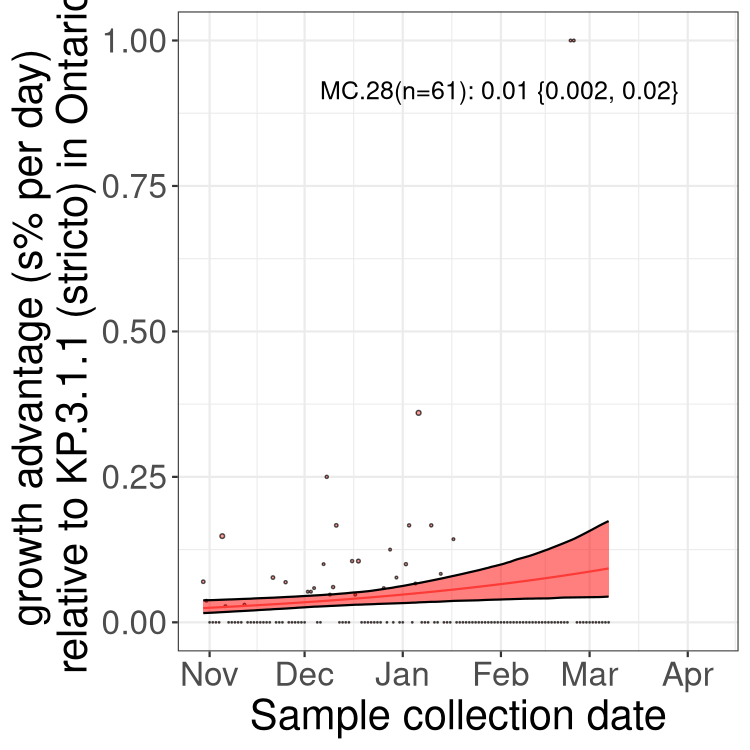 growth advantage (s% per day)
relative to KP.3.1.1 (stricto) in Ontario
1.00
0.75
0.50
0.25
0.00
MC.28(n=61): 0.01 {0.002, 0.02}
Nov Dec Jan Feb Mar Apr
Sample collection date